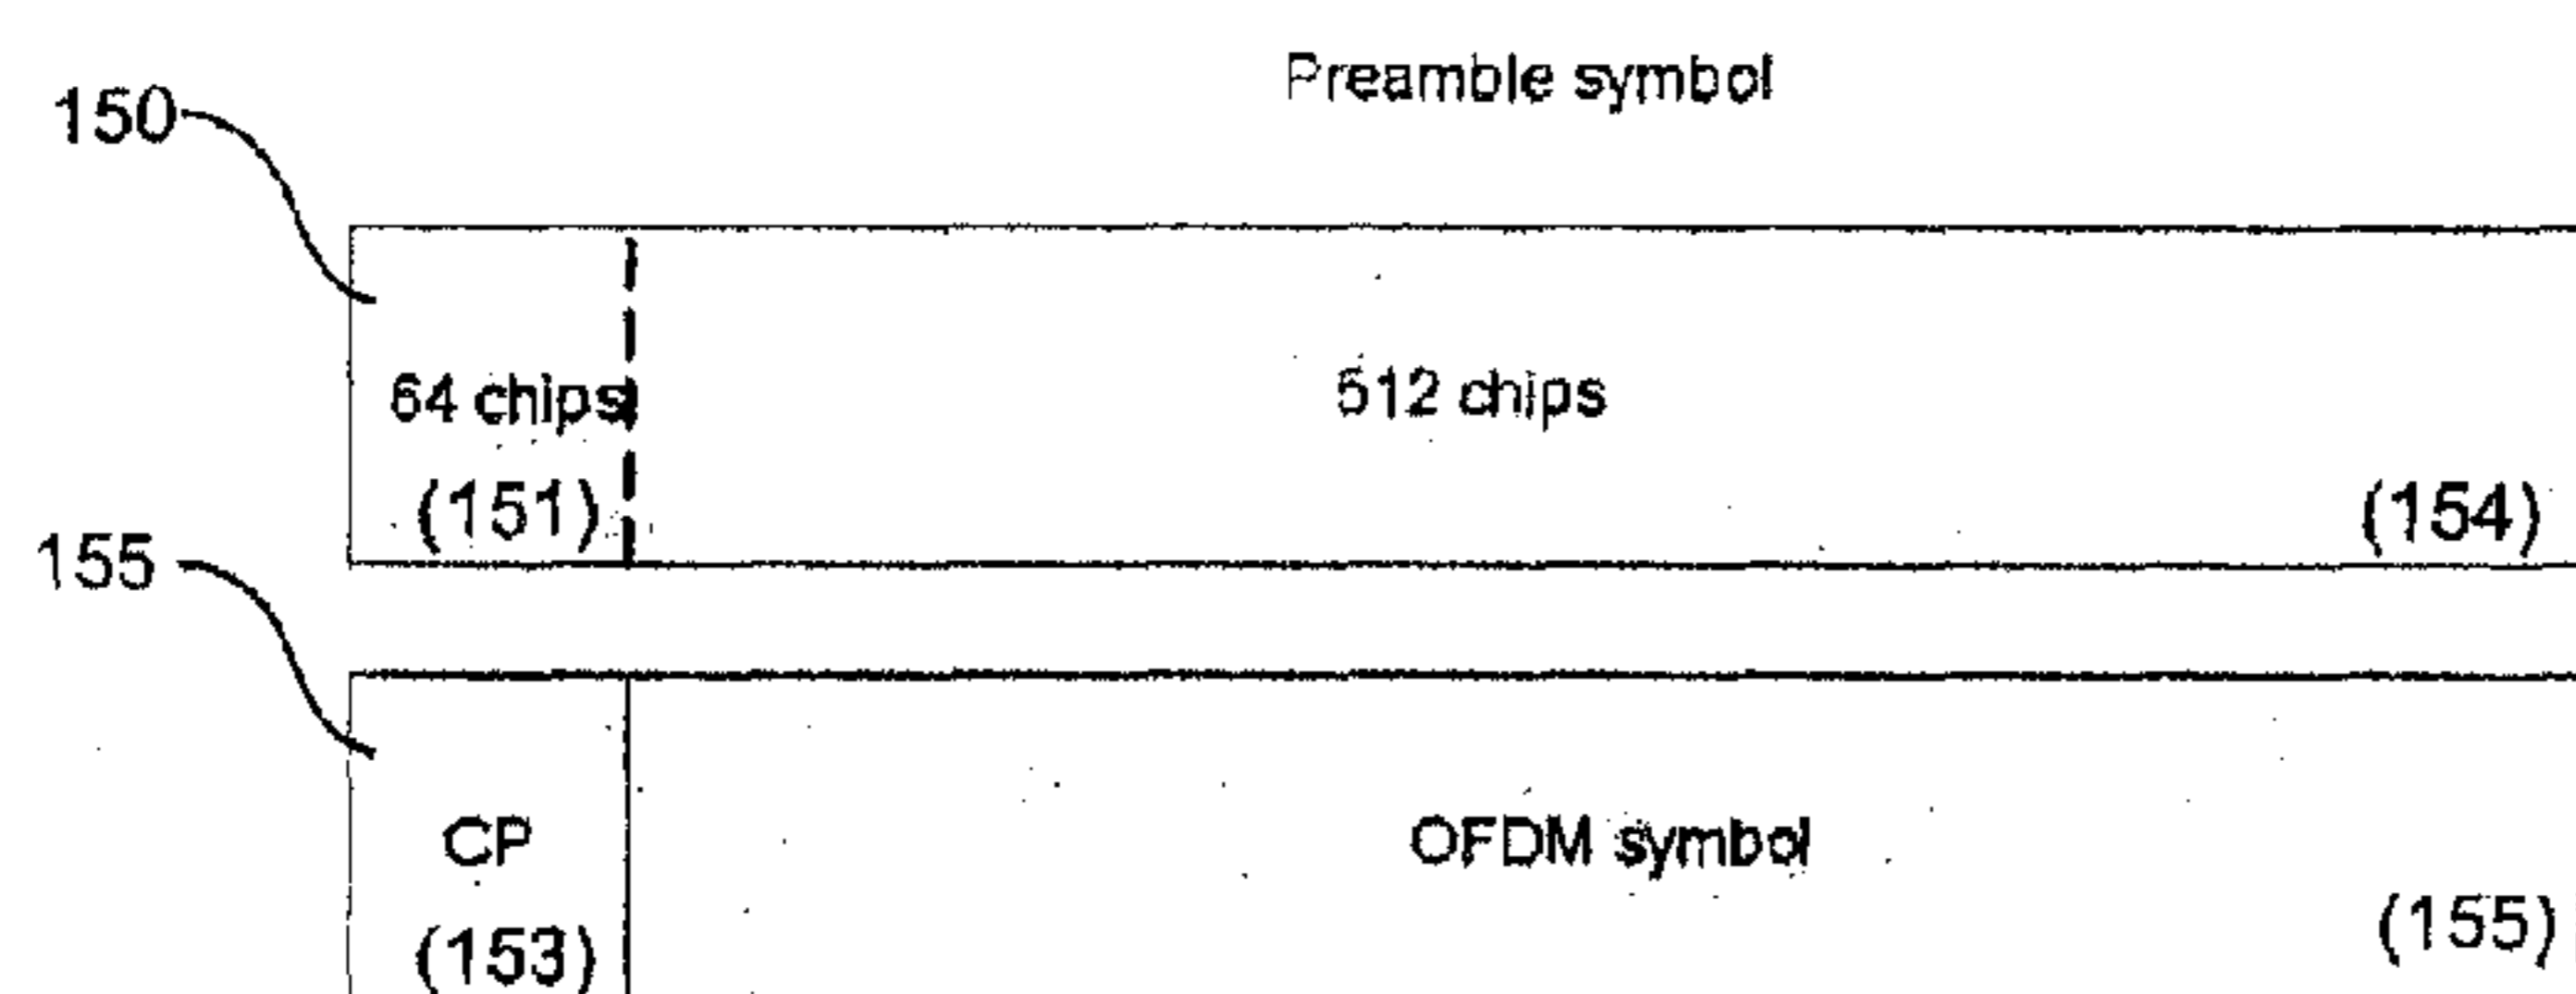 Preamble symbol
150
64 chips
512 chips
(151)
(154)
155
CP
OFDM symbol
(153)
(155)